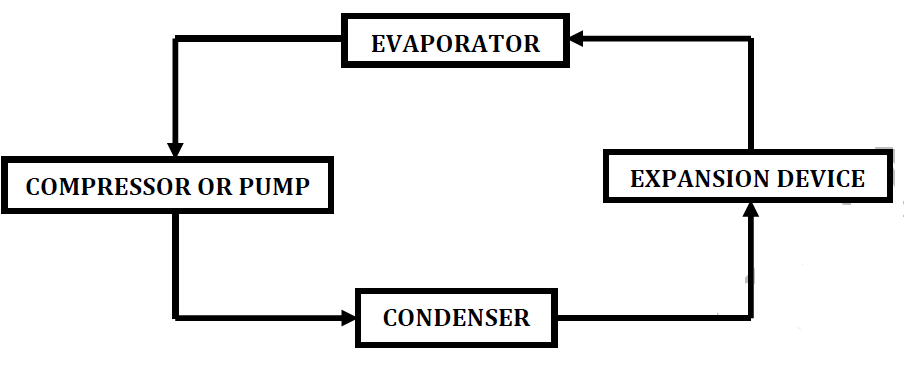 EVAPORATOR
COMPRESSOR OR PUMP
EXPANSION DEVICE
CONDENSER